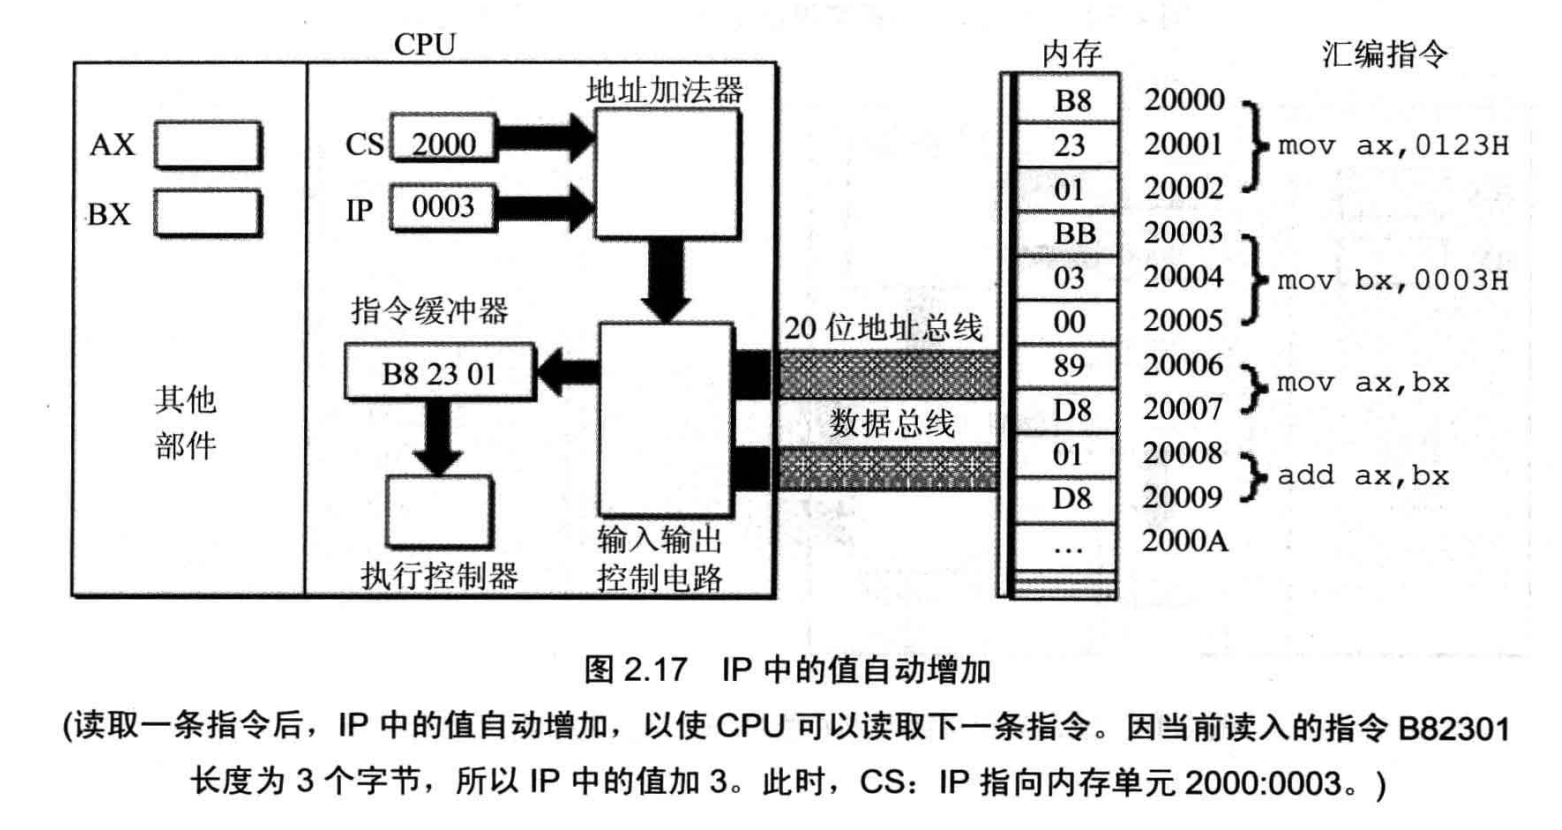 CPU
AX
BX
其他
部件
CS 2000
IP 0003
地址加法器
指令缓冲器
B8 23 01
执行控制器
输入输出
控制电路
20 位地址总线
数据总线
内存 汇编指令
B8 20000
23 20001 mov ax,0123H
01 20002
BB 20003
03 20004 mov bx,0003H
00 20005
89 20006
D8 20007 mov ax,bx
01 20008
D8 20009 add ax,bx
… 2000A
图 2.17 IP 中的值自动增加
(读取一条指令后，IP 中的值自动增加，以使 CPU 可以读取下一条指令。因当前读入的指令 B82301
长度为 3 个字节，所以 IP 中的值加 3。此时，CS：IP 指向内存单元 2000:0003。)